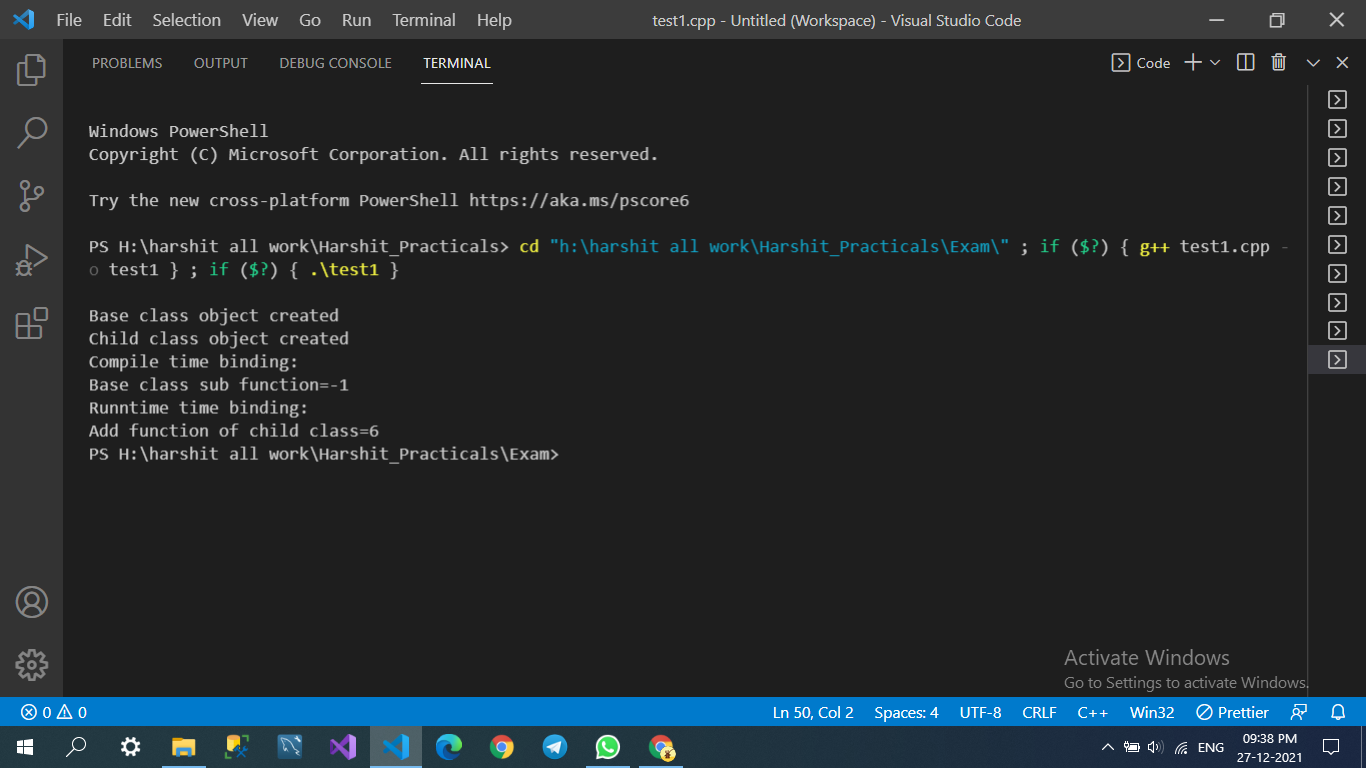 File Edit Selection View Go Run Terminal Help
test1.cpp - Untitled (Workspace) - Visual Studio Code
PROBLEMS OUTPUT DEBUG CONSOLE TERMINAL
Code
Windows PowerShell
Copyright (C) Microsoft Corporation. All rights reserved.
Try the new cross-platform PowerShell https://aka.ms/pscore6
PS H:\harshit all work\Harshit_Practicals> cd "h:\harshit all work\Harshit_Practicals\Exam\" ; if ($?) { g++ test1.cpp -
o test1 } ; if ($?) { .\test1 }
Base class object created
Child class object created
Compile time binding:
Base class sub function=-1
Runntime time binding:
Add function of child class=6
PS H:\harshit all work\Harshit_Practicals\Exam>
Activate Windows
Go to Settings to activate Windows.
0 0
Ln 50, Col 2 Spaces: 4 UTF-8 CRLF C++ Win32 Prettier
ENG
09:38 PM
27-12-2021